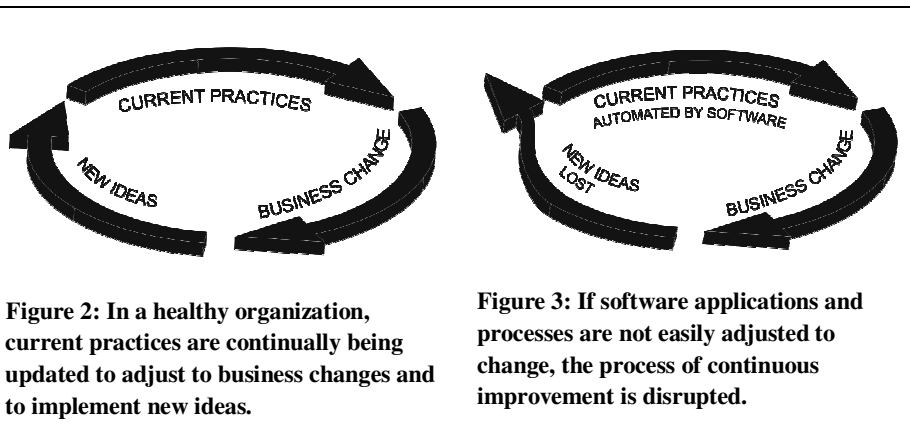 CURRENT PRACTICES
BUSINESS CHANGE
NEW IDEAS
Figure 2: In a healthy organization,
current practices are continually being
updated to adjust to business changes and
to implement new ideas.
CURRENT PRACTICES
AUTOMATED BY SOFTWARE
BUSINESS CHANGE
NEW IDEAS
LOST
Figure 3: If software applications and
processes are not easily adjusted to
change, the process of continuous
improvement is disrupted.